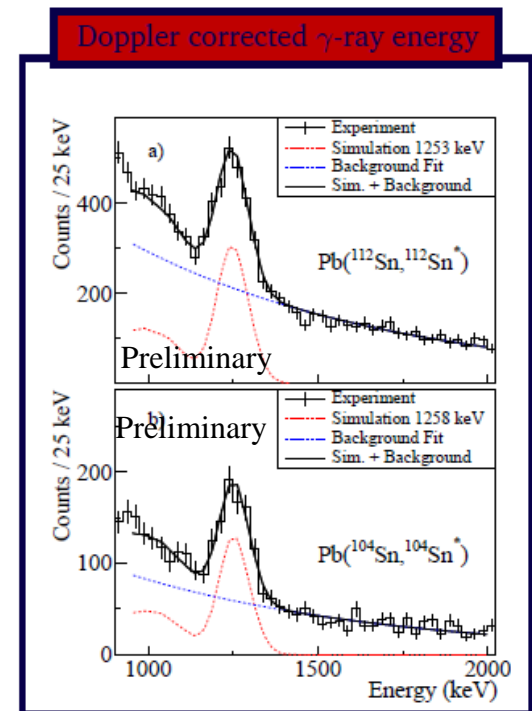 Doppler corrected γ-ray energy
Counts / 25 keV
a)
Experiment
Simulation 1253 keV
Background Fit
Sim. + Background
400
200
Pb(¹¹²Sn,¹¹²Sn*)
Preliminary
Counts / 25 keV
b)
Preliminary
Experiment
Simulation 1258 keV
Background Fit
Sim. + Background
200
100
0
Pb(¹⁰⁴Sn,¹⁰⁴Sn*)
1000 1500 2000
Energy (keV)